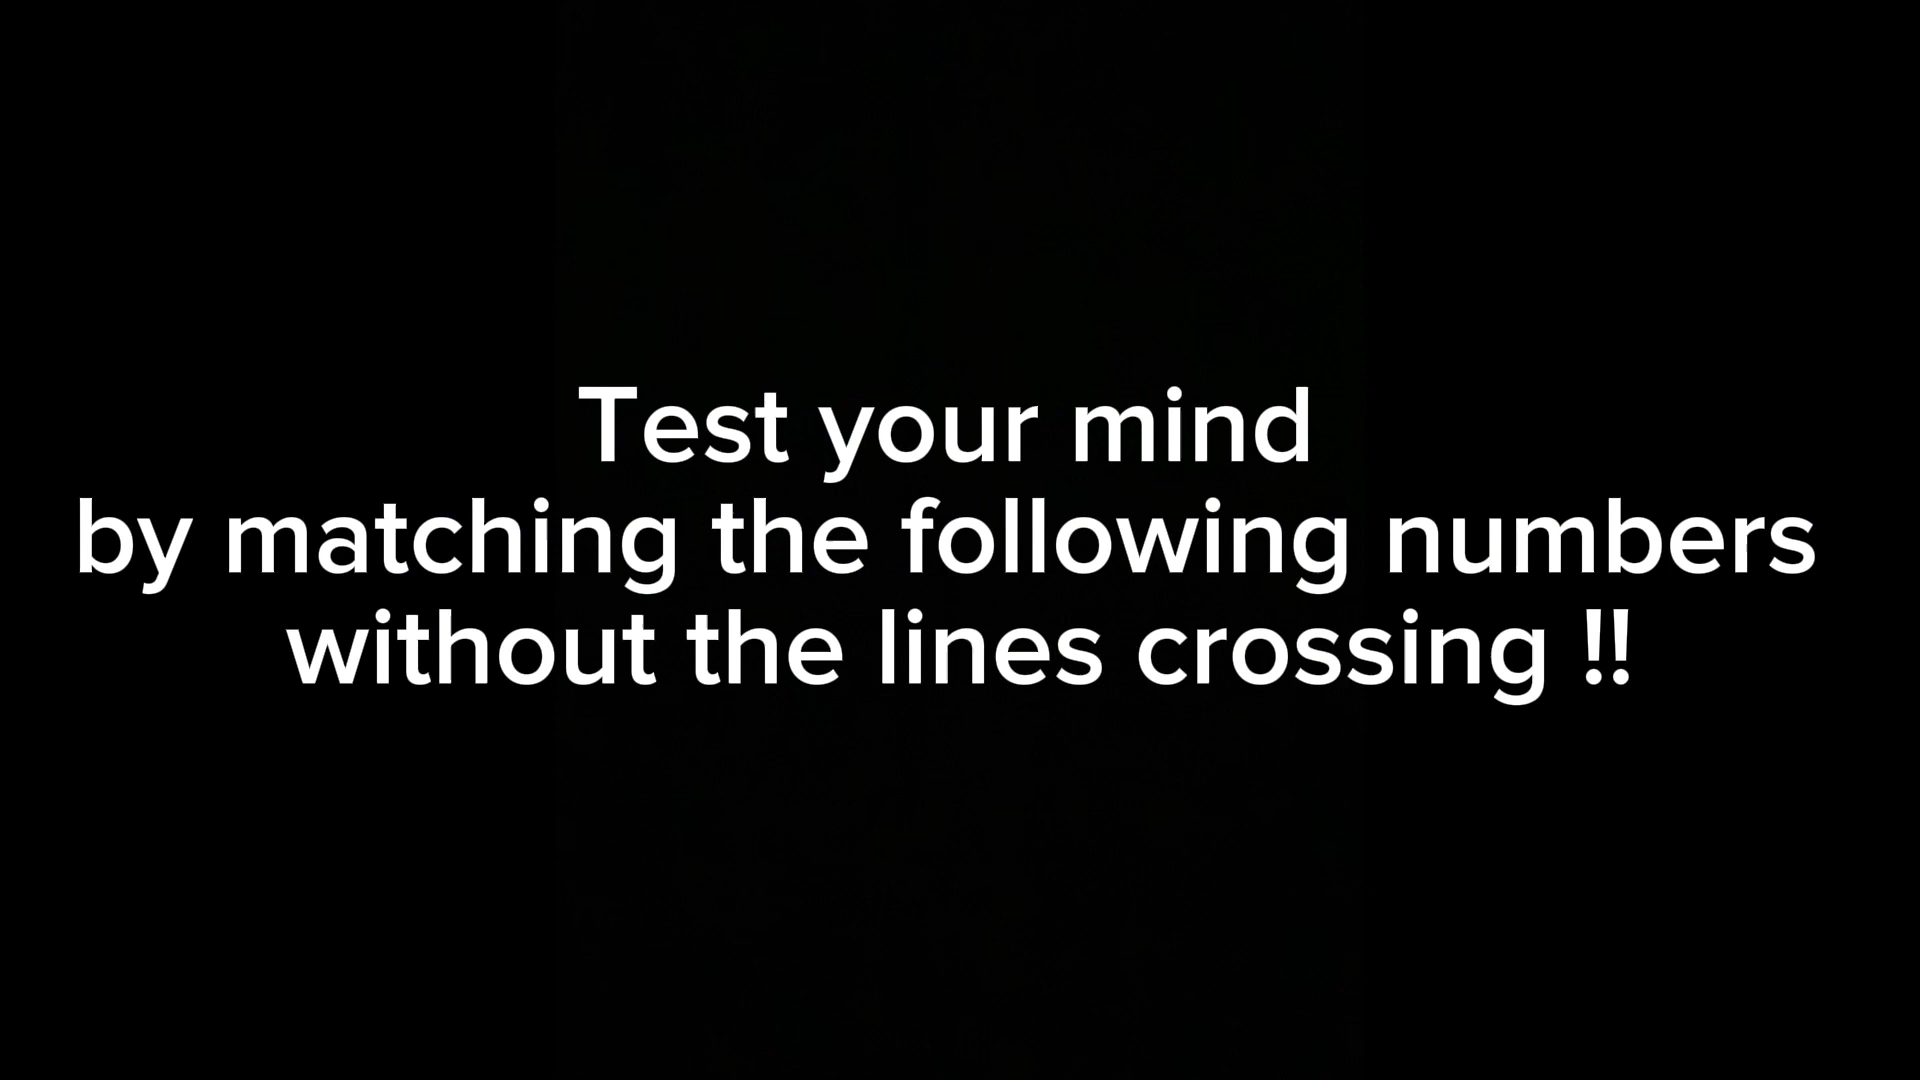 Test your mind
by matching the following numbers
without the lines crossing !!